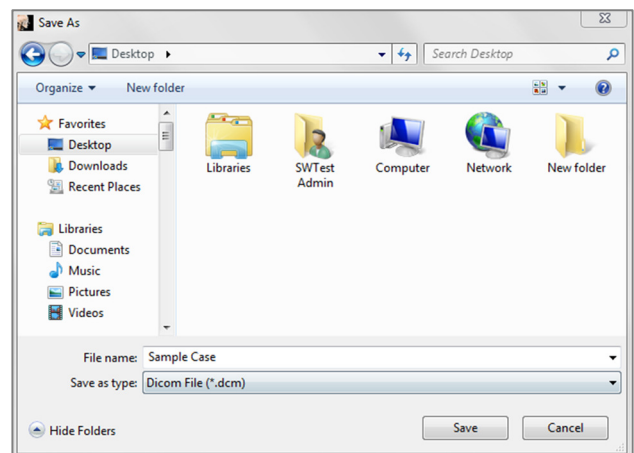 Save As
Desktop
Search Desktop
Organize
New folder
Favorites
Desktop
Downloads
Recent Places
Libraries
Documents
Music
Pictures
Videos
Libraries
SWTest
Admin
Computer
Network
New folder
File name: Sample Case
Save as type: Dicom File (*.dcm)
Hide Folders
Save
Cancel